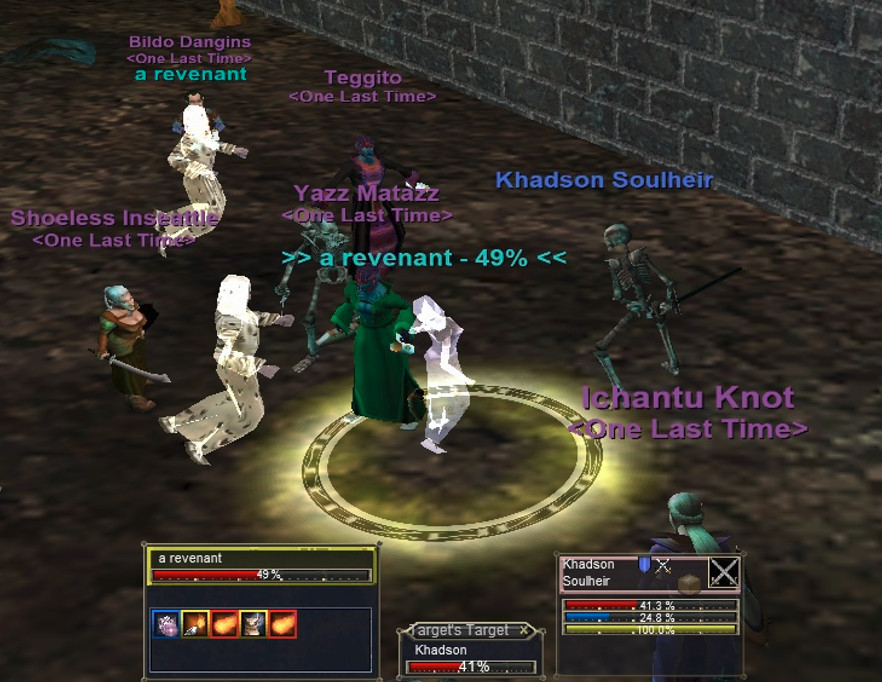 Bildo Dangins
<One Last Time>
a revenant
Teggito
<One Last Time>
Yazz Matazz
<One Last Time>
Khadson Soulheir
Shoeless Inseattle
<One Last Time>
>> a revenant - 49% <<
Ichantu Knot
<One Last Time>
a revenant
49%
Target's Target x
Khadson
41%
Khadson
Soulheir
41.3 %
24.8 %
100.0%